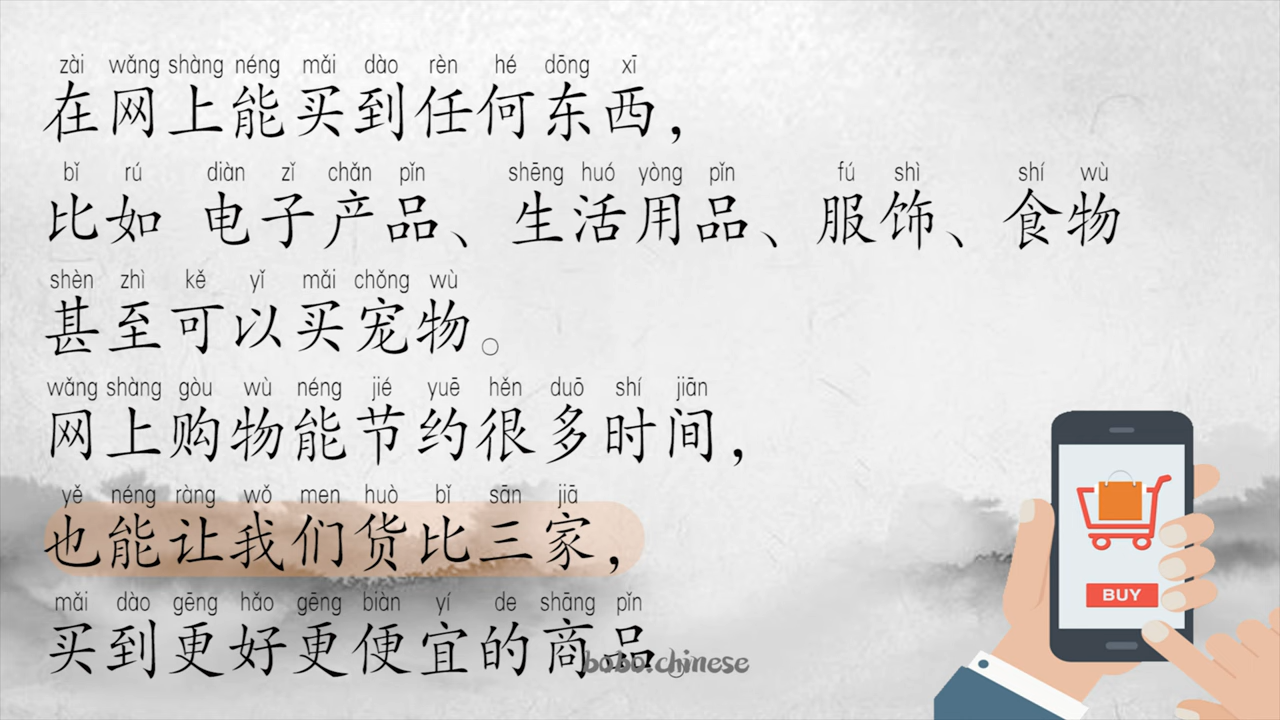 zài wǎng shàng néng mǎi dào rèn hé dōng xī
在网上能买到任何东西，
bǐ rú diàn zǐ chǎn pǐn shēng huó yòng pǐn fú shì shí wù
比如 电子产品、生活用品、服饰、食物
shèn zhì kě yǐ mǎi chǒng wù
甚至可以买宠物。
wǎng shàng gòu wù néng jié yuē hěn duō shí jiān
网上购物能节约很多时间，
yě néng ràng wǒ men huò bǐ sān jiā
也能让我们货比三家，
mǎi dào gēng hǎo gēng biàn yí de shāng pǐn
买到更好更便宜的商品
bobo.chinese
BUY